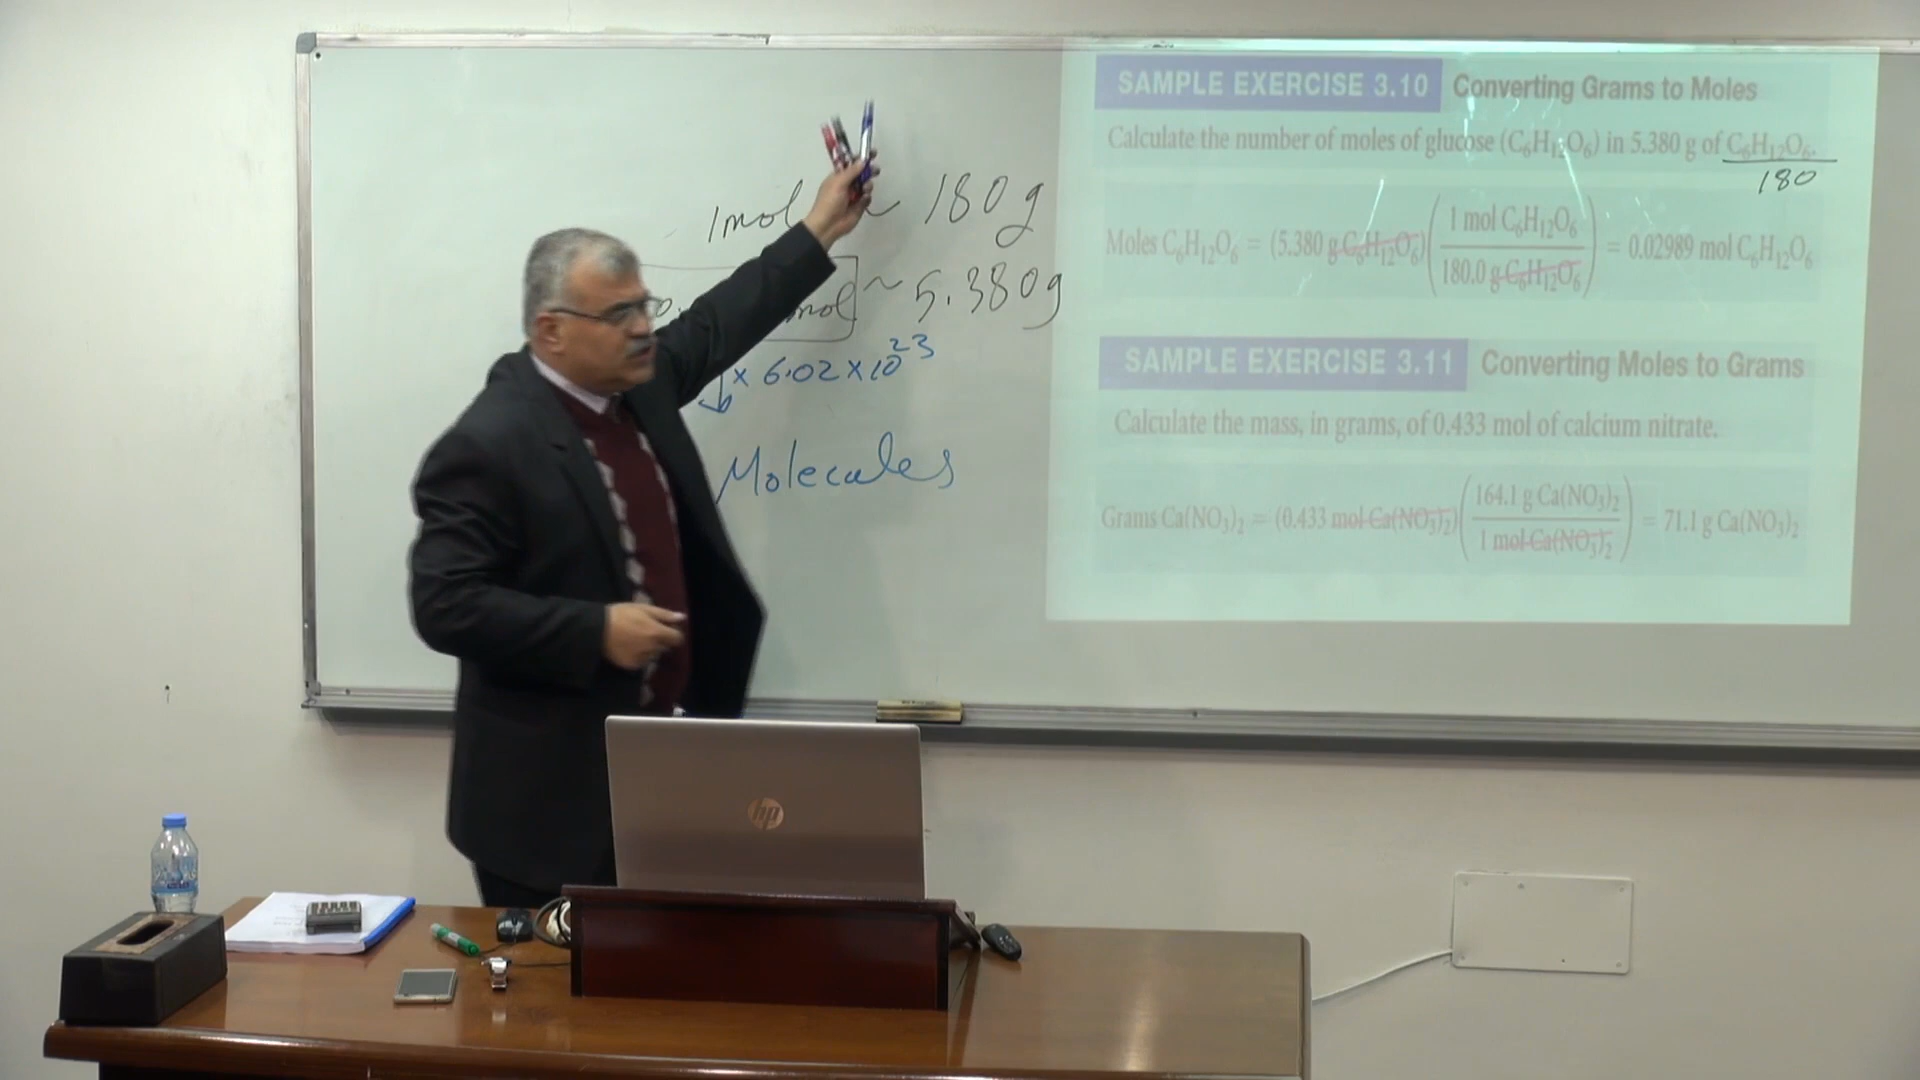 1mol ~ 180g
mol ~ 5.380g
× 6.02 × 10²³
Molecules
SAMPLE EXERCISE 3.10 Converting Grams to Moles
Calculate the number of moles of glucose (C₆H₁₂O₆) in 5.380 g of C₆H₁₂O₆.
180
Moles C₆H₁₂O₆ = (5.380 g C₆H₁₂O₆)(1 mol C₆H₁₂O₆ / 180.0 g C₆H₁₂O₆) = 0.02989 mol C₆H₁₂O₆
SAMPLE EXERCISE 3.11 Converting Moles to Grams
Calculate the mass, in grams, of 0.433 mol of calcium nitrate.
Grams Ca(NO₃)₂ = (0.433 mol Ca(NO₃)₂)(164.1 g Ca(NO₃)₂ / 1 mol Ca(NO₃)₂) = 71.1 g Ca(NO₃)₂
hp